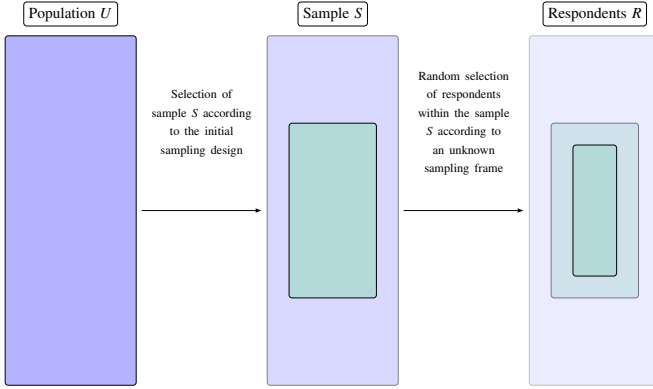 Population U
Sample S
Respondents R
Selection of
sample S according
to the initial
sampling design
Random selection
of respondents
within the sample
S according to
an unknown
sampling frame